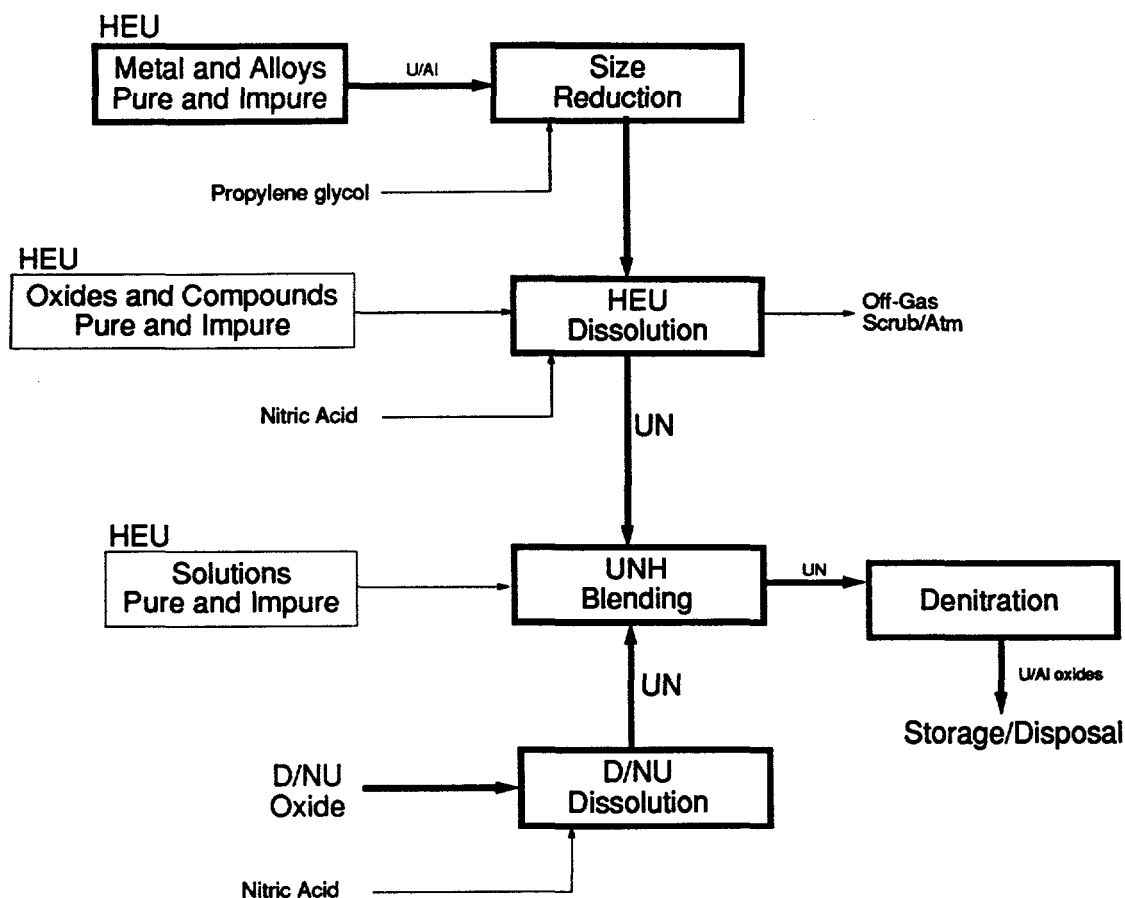 HEU
Metal and Alloys
Pure and Impure
U/Al
Size
Reduction
Propylene glycol
HEU
Oxides and Compounds
Pure and Impure
HEU
Dissolution
Off-Gas
Scrub/Atm
Nitric Acid
UN
HEU
Solutions
Pure and Impure
UNH
Blending
UN
Denitration
UN
U/Al oxides
Storage/Disposal
D/NU
Oxide
D/NU
Dissolution
Nitric Acid